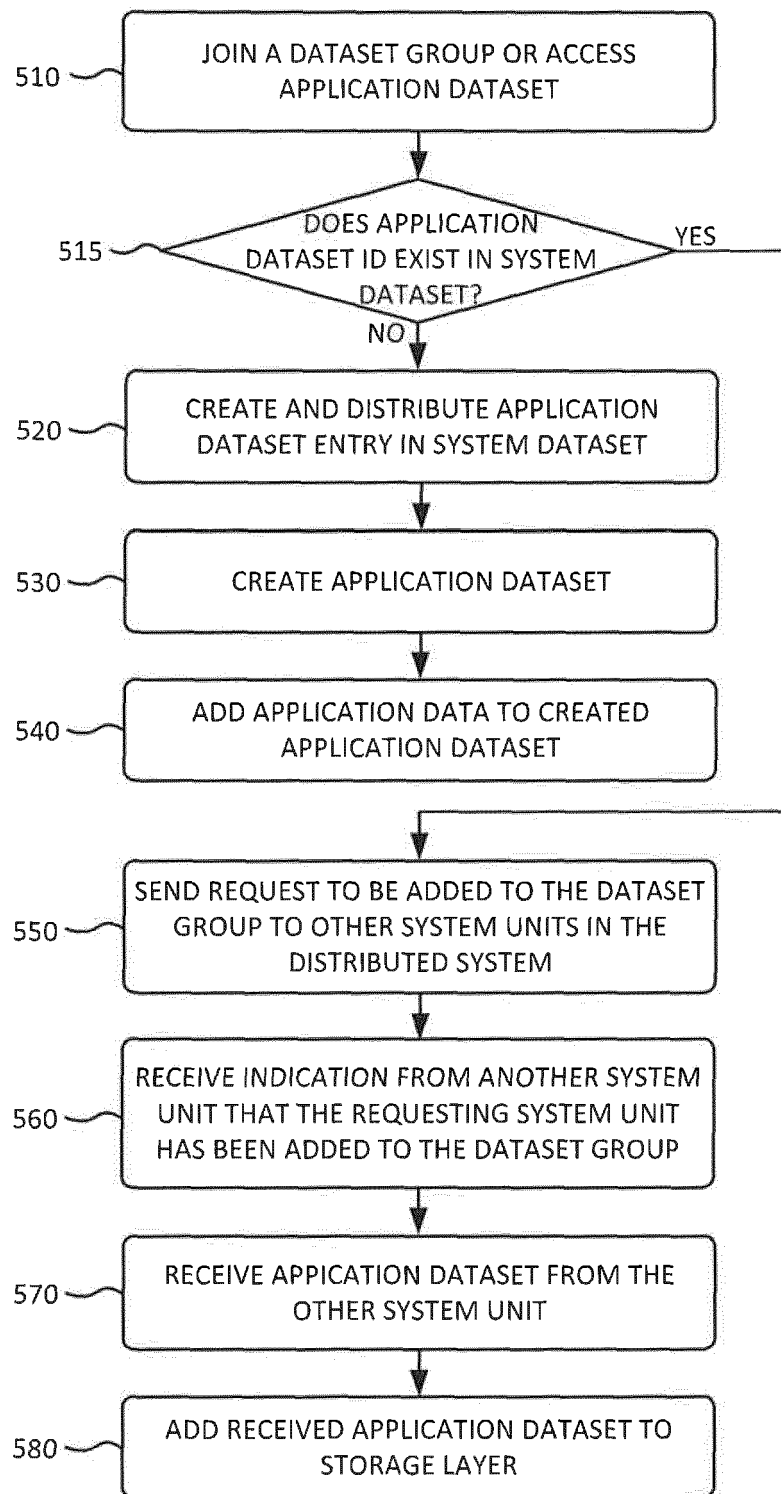 510
JOIN A DATASET GROUP OR ACCESS
APPLICATION DATASET
515
DOES APPLICATION
DATASET ID EXIST IN SYSTEM
DATASET?
YES
NO
520
CREATE AND DISTRIBUTE APPLICATION
DATASET ENTRY IN SYSTEM DATASET
530
CREATE APPLICATION DATASET
540
ADD APPLICATION DATA TO CREATED
APPLICATION DATASET
550
SEND REQUEST TO BE ADDED TO THE DATASET
GROUP TO OTHER SYSTEM UNITS IN THE
DISTRIBUTED SYSTEM
560
RECEIVE INDICATION FROM ANOTHER SYSTEM
UNIT THAT THE REQUESTING SYSTEM UNIT
HAS BEEN ADDED TO THE DATASET GROUP
570
RECEIVE APPICATION DATASET FROM THE
OTHER SYSTEM UNIT
580
ADD RECEIVED APPLICATION DATASET TO
STORAGE LAYER